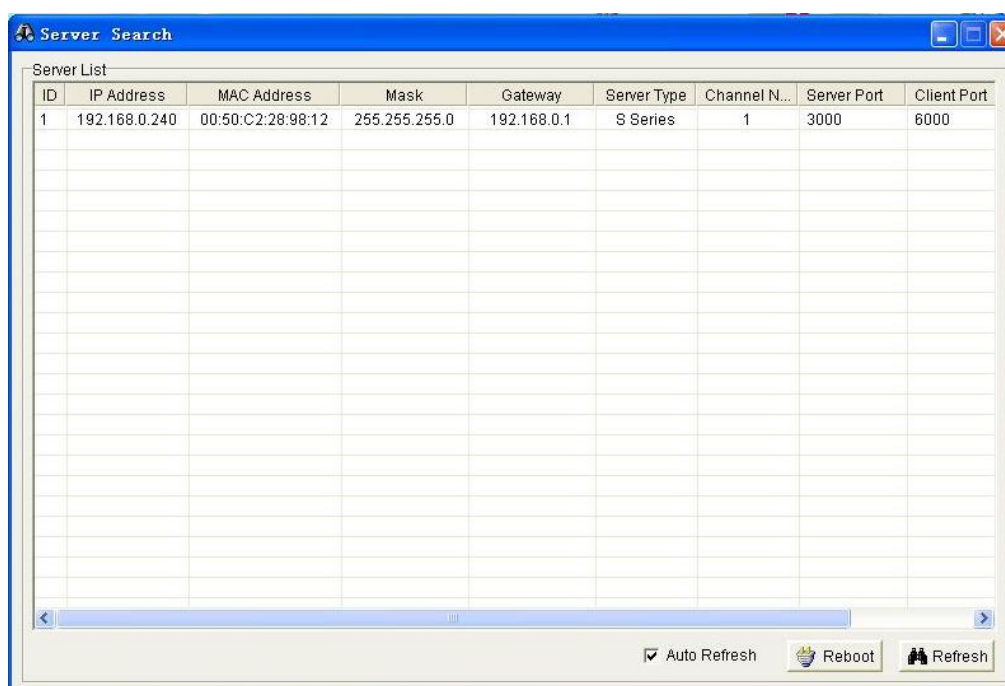 Server Search
Server List
ID IP Address MAC Address Mask Gateway Server Type Channel N... Server Port Client Port
1 192.168.0.240 00:50:C2:28:98:12 255.255.255.0 192.168.0.1 S Series 1 3000 6000
Auto Refresh Reboot Refresh